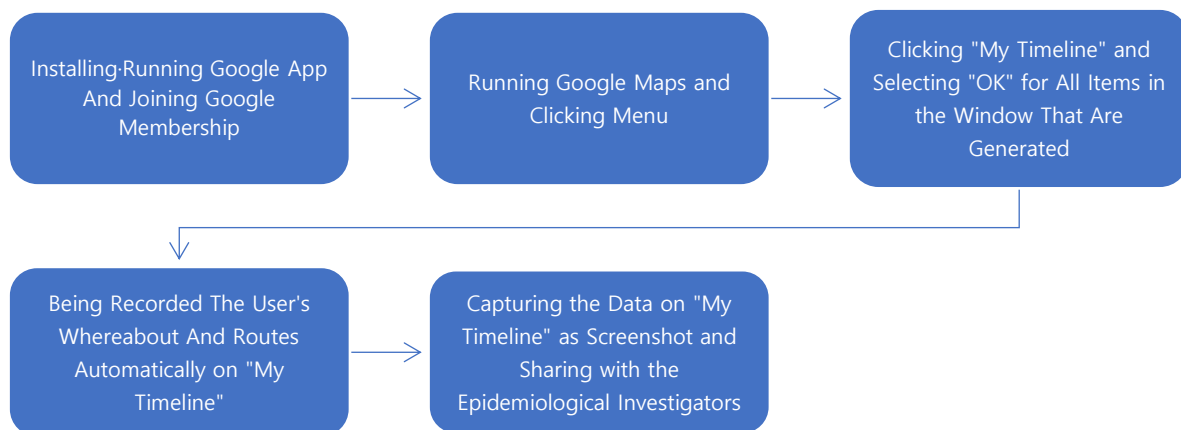 Installing·Running Google App
And Joining Google
Membership
Running Google Maps and
Clicking Menu
Clicking "My Timeline" and
Selecting "OK" for All Items in
the Window That Are
Generated
Being Recorded The User's
Whereabout And Routes
Automatically on "My
Timeline"
Capturing the Data on "My
Timeline" as Screenshot and
Sharing with the
Epidemiological Investigators